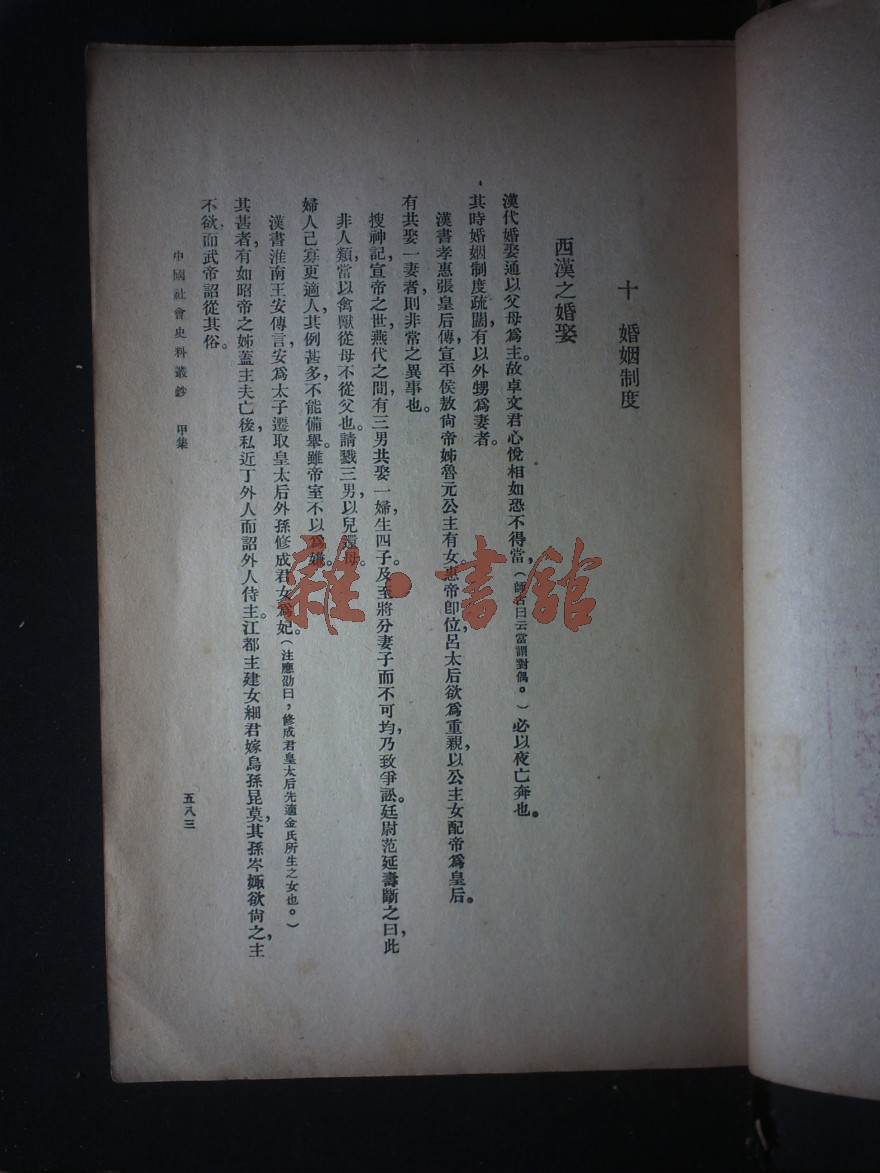 十　婚姻制度
西漢之婚娶
漢代婚娶通以父母爲主。故卓文君心悅相如恐不得當，（師古曰云當謂對偶。）必以夜亡奔也。
其時婚姻制度疏闊，有以外甥爲妻者。
漢書孝惠張皇后傳，宣平侯敖尙帝姊魯元公主有女，惠帝卽位，呂太后欲爲重親，以公主女配帝爲皇后。
有共娶一妻者，則非常之異事也。
搜神記，宣帝之世，燕代之間，有三男共娶一婦，生四子。及至將分妻子而不可均，乃致爭訟。廷尉范延壽斷之曰，此
非人類，當以禽獸從母不從父也。請戮三男，以兒還母。
婦人已寡更適人，其例甚多，不能備舉。雖帝室不以爲嫌。
漢書淮南王安傳言，安爲太子遷取皇太后外孫修成君女爲妃。（注應劭曰，修成君皇太后先適金氏所生之女也。）
其甚者，有如昭帝之姊蓋主夫亡後，私近丁外人而詔外人侍主。江都主建女細君嫁烏孫昆莫，其孫岑娵欲尙之，主
不欲而武帝詔從其俗。
中國社會史料叢鈔　甲集
五八三
雜·書館